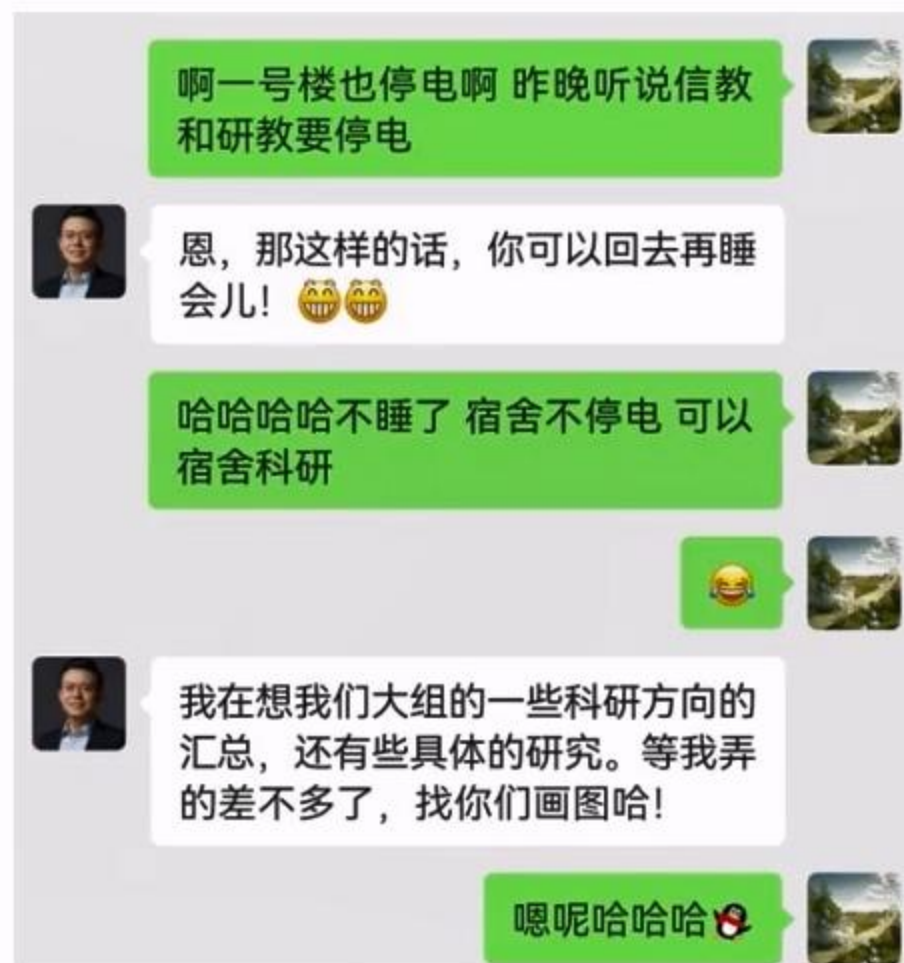 啊一号楼也停电啊 昨晚听说信教
和研教要停电
恩，那这样的话，你可以回去再睡
会儿！😁😁
哈哈哈哈不睡了 宿舍不停电 可以
宿舍科研
😂
我在想我们大组的一些科研方向的
汇总，还有些具体的研究。等我弄
的差不多了，找你们画图哈！
嗯呢哈哈哈🐧